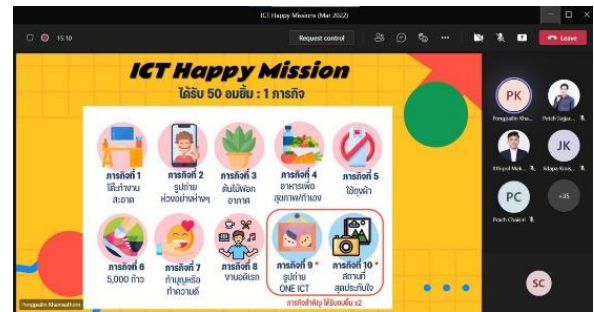 ICT Happy Missions (Mar 2022)
15:10
Request control
Leave
ICT Happy Mission
ได้รับ 50 อมยิ้ม : 1 ภารกิจ
ภารกิจที่ 1
โต๊ะทำงาน
สะอาด
ภารกิจที่ 2
รูปถ่าย
ห่วงอย่างห่างๆ
ภารกิจที่ 3
ต้นไม้ฟอก
อากาศ
ภารกิจที่ 4
อาหารเพื่อ
สุขภาพ/ทำเอง
ภารกิจที่ 5
ใช้ถุงผ้า
ภารกิจที่ 6
5,000 ก้าว
ภารกิจที่ 7
ทำบุญหรือ
ทำความดี
ภารกิจที่ 8
งานอดิเรก
ภารกิจที่ 9 *
รูปถ่าย
ONE ICT
ภารกิจที่ 10 *
สถานที่
สุดประทับใจ
ภารกิจสำคัญ ได้รับอมยิ้ม x2
PK
JK
PC
+35
SC